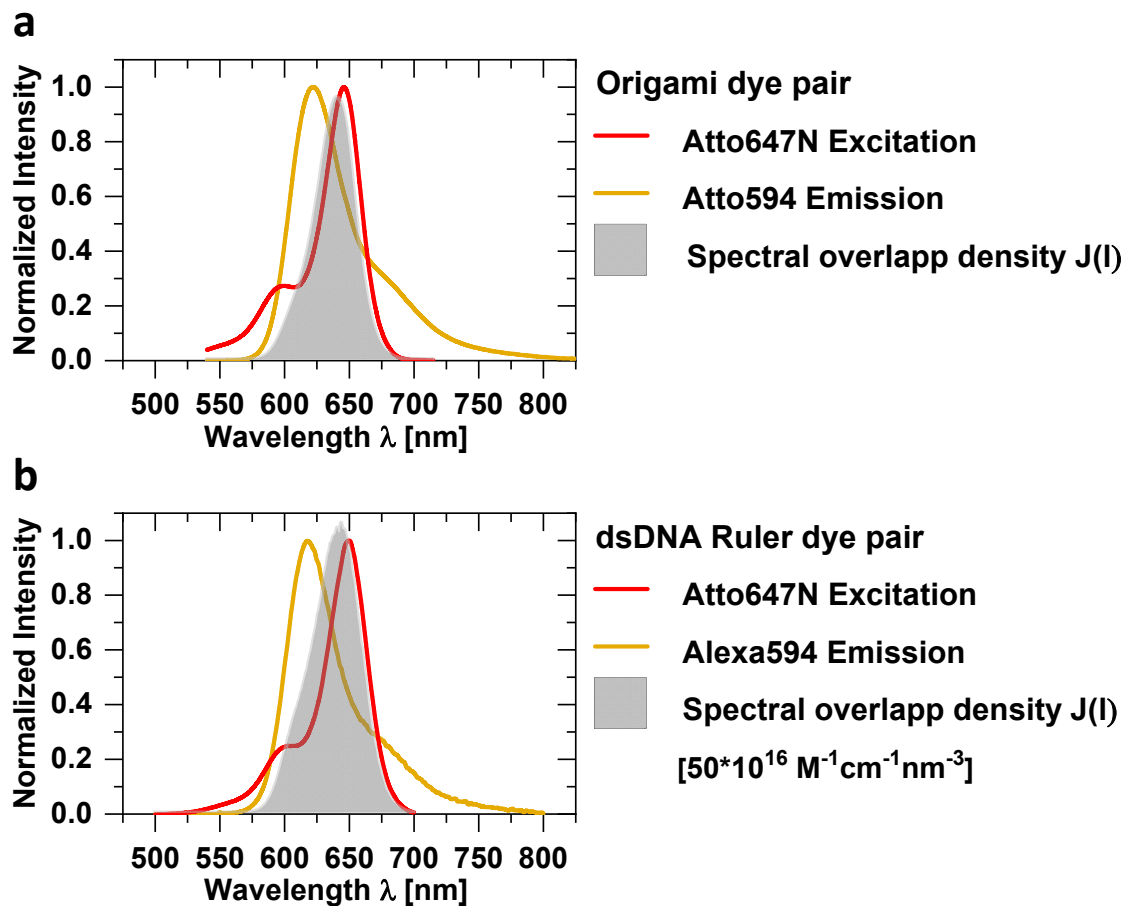 a
Normalized Intensity
1.0
0.8
0.6
0.4
0.2
0.0
500 550 600 650 700 750 800
Wavelength λ [nm]
Origami dye pair
Atto647N Excitation
Atto594 Emission
Spectral overlapp density J(l)
b
Normalized Intensity
1.0
0.8
0.6
0.4
0.2
0.0
500 550 600 650 700 750 800
Wavelength λ [nm]
dsDNA Ruler dye pair
Atto647N Excitation
Alexa594 Emission
Spectral overlapp density J(l)
[50*10¹⁶ M⁻¹cm⁻¹nm⁻³]